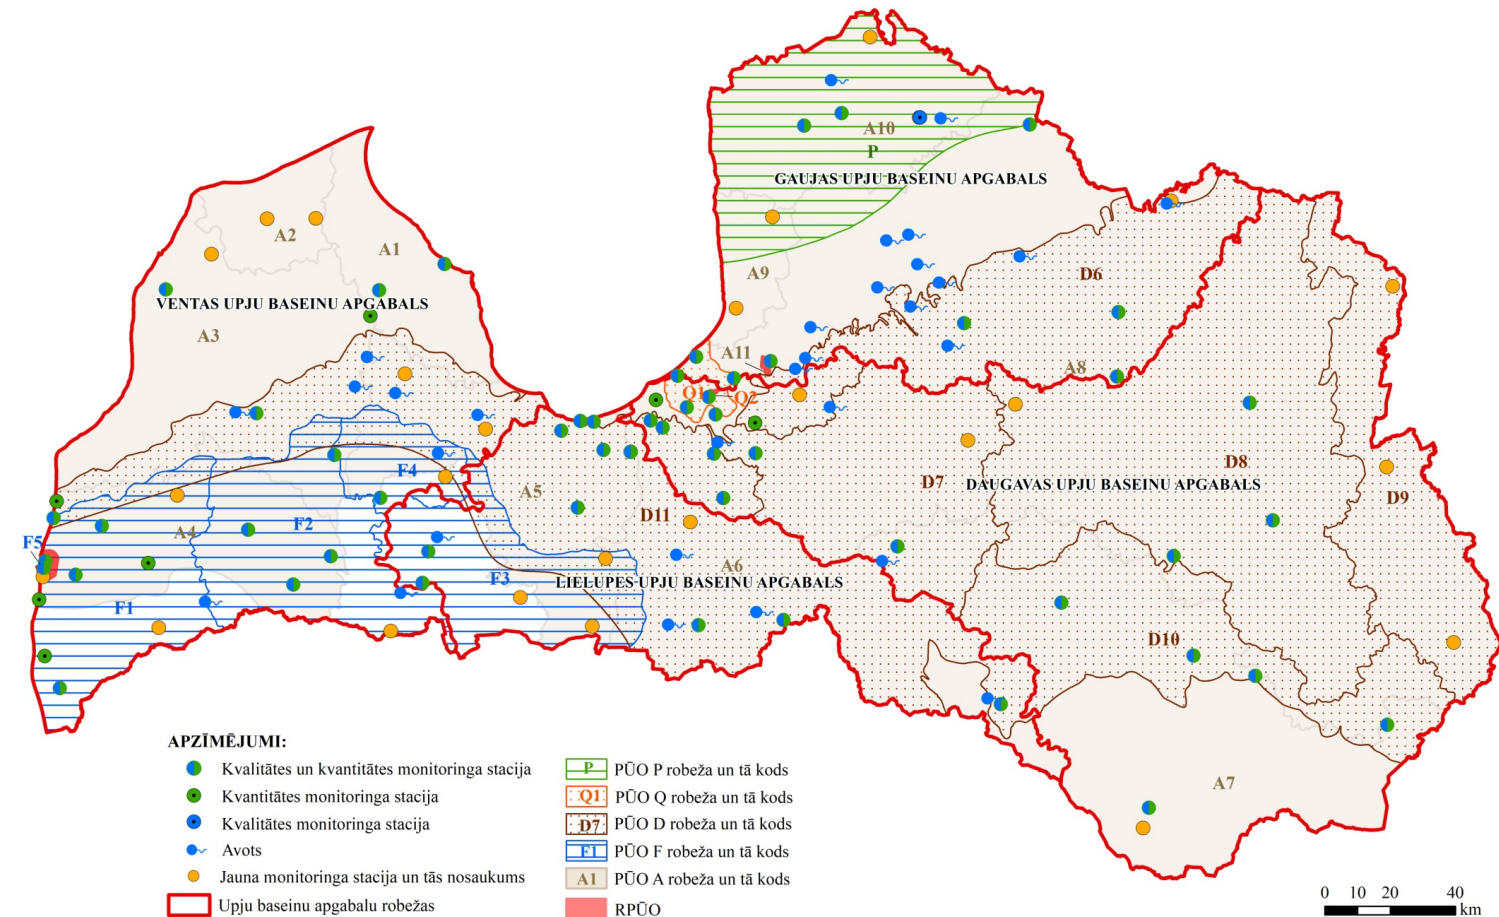 A10
P
GAUJAS UPJU BASEINU APGABALS
A2
A1
A9
D6
VENTAS UPJU BASEINU APGABALS
A3
A11
A8
Q1
Q2
F4
D8
A5
D7
DAUGAVAS UPJU BASEINU APGABALS
D9
D11
F2
A4
F5
A6
F3
LIELUPES UPJU BASEINU APGABALS
F1
D10
A7
APZĪMĒJUMI:
Kvalitātes un kvantitātes monitoringa stacija
Kvantitātes monitoringa stacija
Kvalitātes monitoringa stacija
Avots
Jauna monitoringa stacija un tās nosaukums
Upju baseinu apgabalu robežas
P PŪO P robeža un tā kods
Q1 PŪO Q robeža un tā kods
D7 PŪO D robeža un tā kods
F1 PŪO F robeža un tā kods
A1 PŪO A robeža un tā kods
RPŪO
0 10 20 40
km